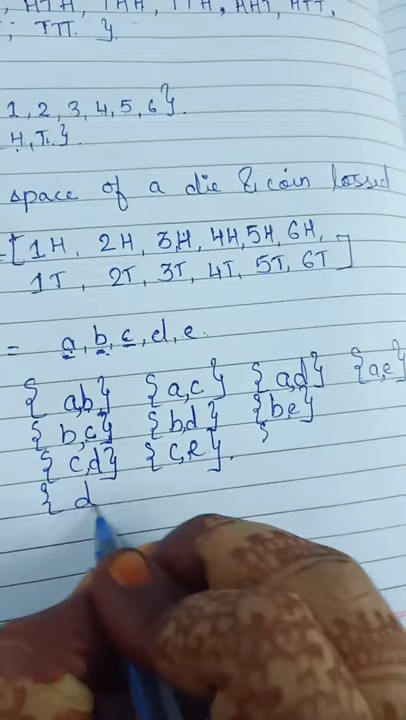 , HTH, THH, TTH, HHT, HTT,
; TTT. }
1, 2, 3, 4, 5, 6}.
H, T. }
space of a die & coin tossed
= [1H, 2H, 3H, 4H, 5H, 6H,
1T, 2T, 3T, 4T, 5T, 6T]
= a, b, c, d, e.
{ a,b} {a,c} {a,d} {a,e}
{ b,c} {b,d} {b,e}
{ c,d} {c,e}. }
{ d